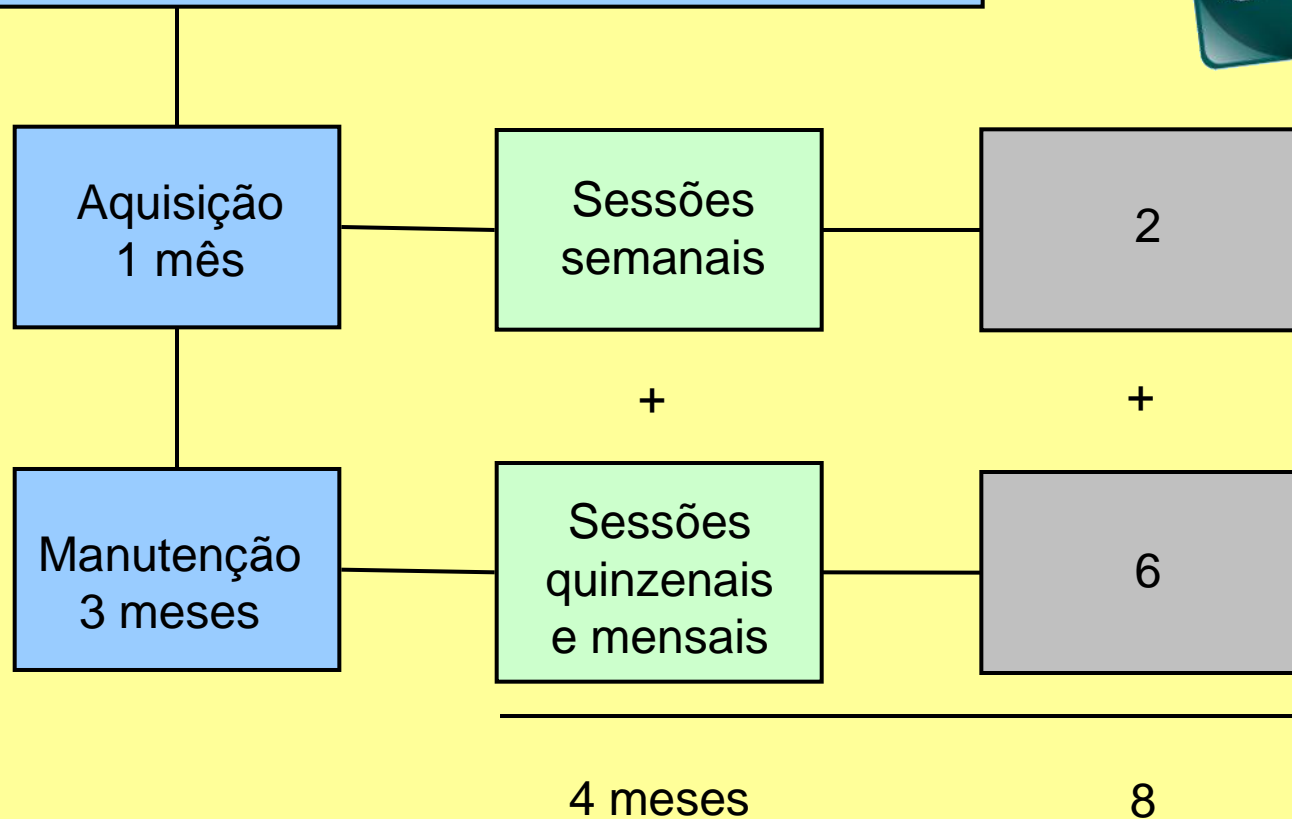 Aquisição
1 mês
Sessões
semanais
2
+
+
Manutenção
3 meses
Sessões
quinzenais
e mensais
6
4 meses
8